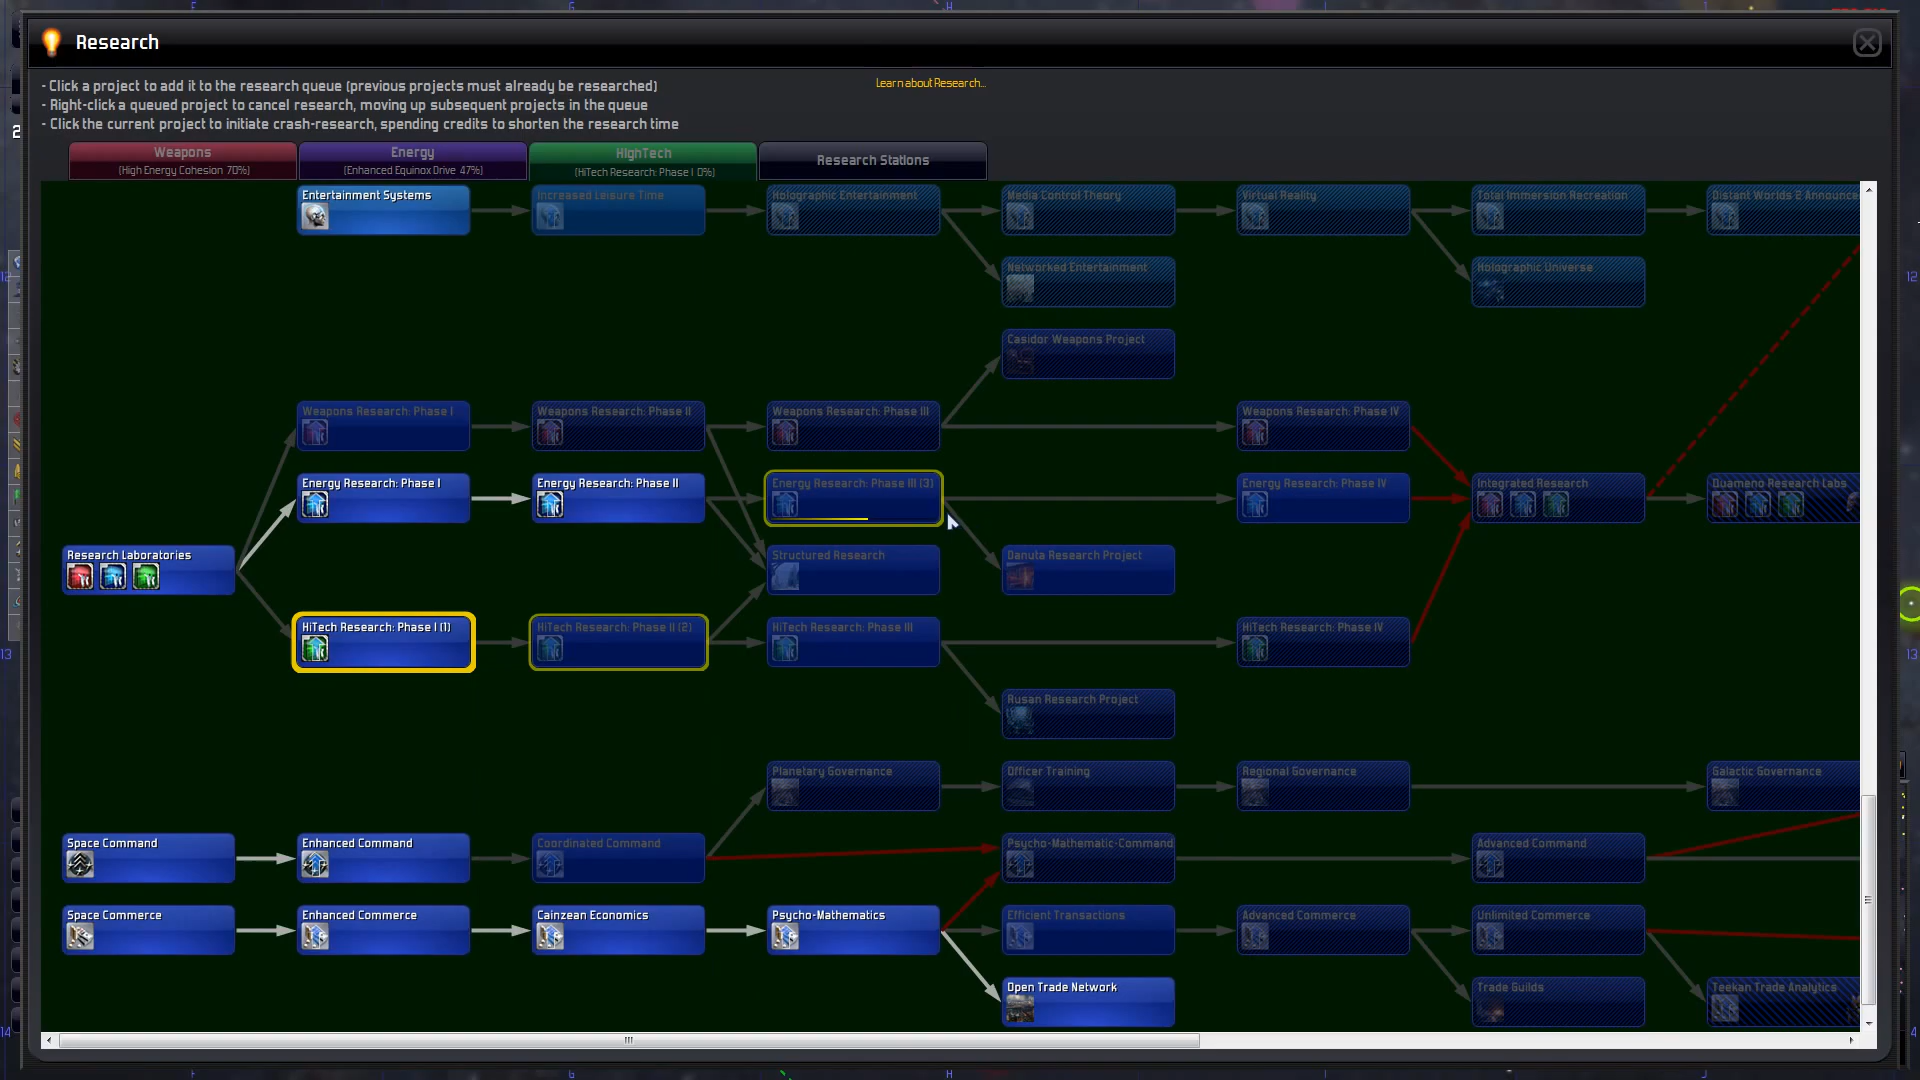 Research
- Click a project to add it to the research queue (previous projects must already be researched)
- Right-click a queued project to cancel research, moving up subsequent projects in the queue
- Click the current project to initiate crash-research, spending credits to shorten the research time
Learn about Research...
Weapons
(High Energy Cohesion 70%)
Energy
(Enhanced Equinox Drive 47%)
HighTech
(HiTech Research: Phase I 0%)
Research Stations
Entertainment Systems
Increased Leisure Time
Holographic Entertainment
Media Control Theory
Virtual Reality
Total Immersion Recreation
Distant Worlds 2 Announce
Networked Entertainment
Holographic Universe
Casidor Weapons Project
Weapons Research: Phase I
Weapons Research: Phase II
Weapons Research: Phase III
Weapons Research: Phase IV
Energy Research: Phase I
Energy Research: Phase II
Energy Research: Phase III (3)
Energy Research: Phase IV
Integrated Research
Duameno Research Labs
Research Laboratories
Structured Research
Danuta Research Project
HiTech Research: Phase I (1)
HiTech Research: Phase II (2)
HiTech Research: Phase III
HiTech Research: Phase IV
Rusan Research Project
Planetary Governance
Officer Training
Regional Governance
Galactic Governance
Space Command
Enhanced Command
Coordinated Command
Psycho-Mathematic-Command
Advanced Command
Space Commerce
Enhanced Commerce
Cainzean Economics
Psycho-Mathematics
Efficient Transactions
Advanced Commerce
Unlimited Commerce
Open Trade Network
Trade Guilds
Teekan Trade Analytics